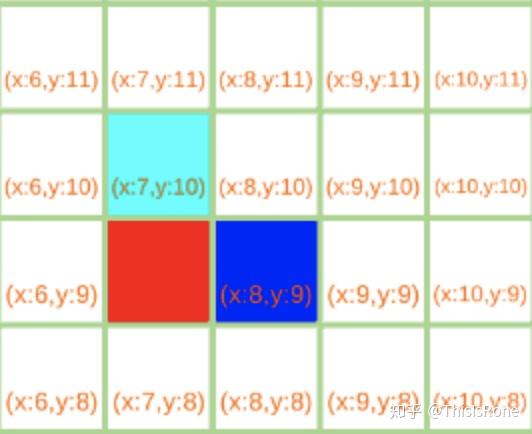 (x:6,y:11) (x:7,y:11) (x:8,y:11) (x:9,y:11) (x:10,y:11)
(x:6,y:10) (x:7,y:10) (x:8,y:10) (x:9,y:10) (x:10,y:10)
(x:6,y:9) (x:8,y:9) (x:9,y:9) (x:10,y:9)
(x:6,y:8) (x:7,y:8) (x:8,y:8) (x:9,y:8) (x:10,y:8)
知乎 @ThisisRone